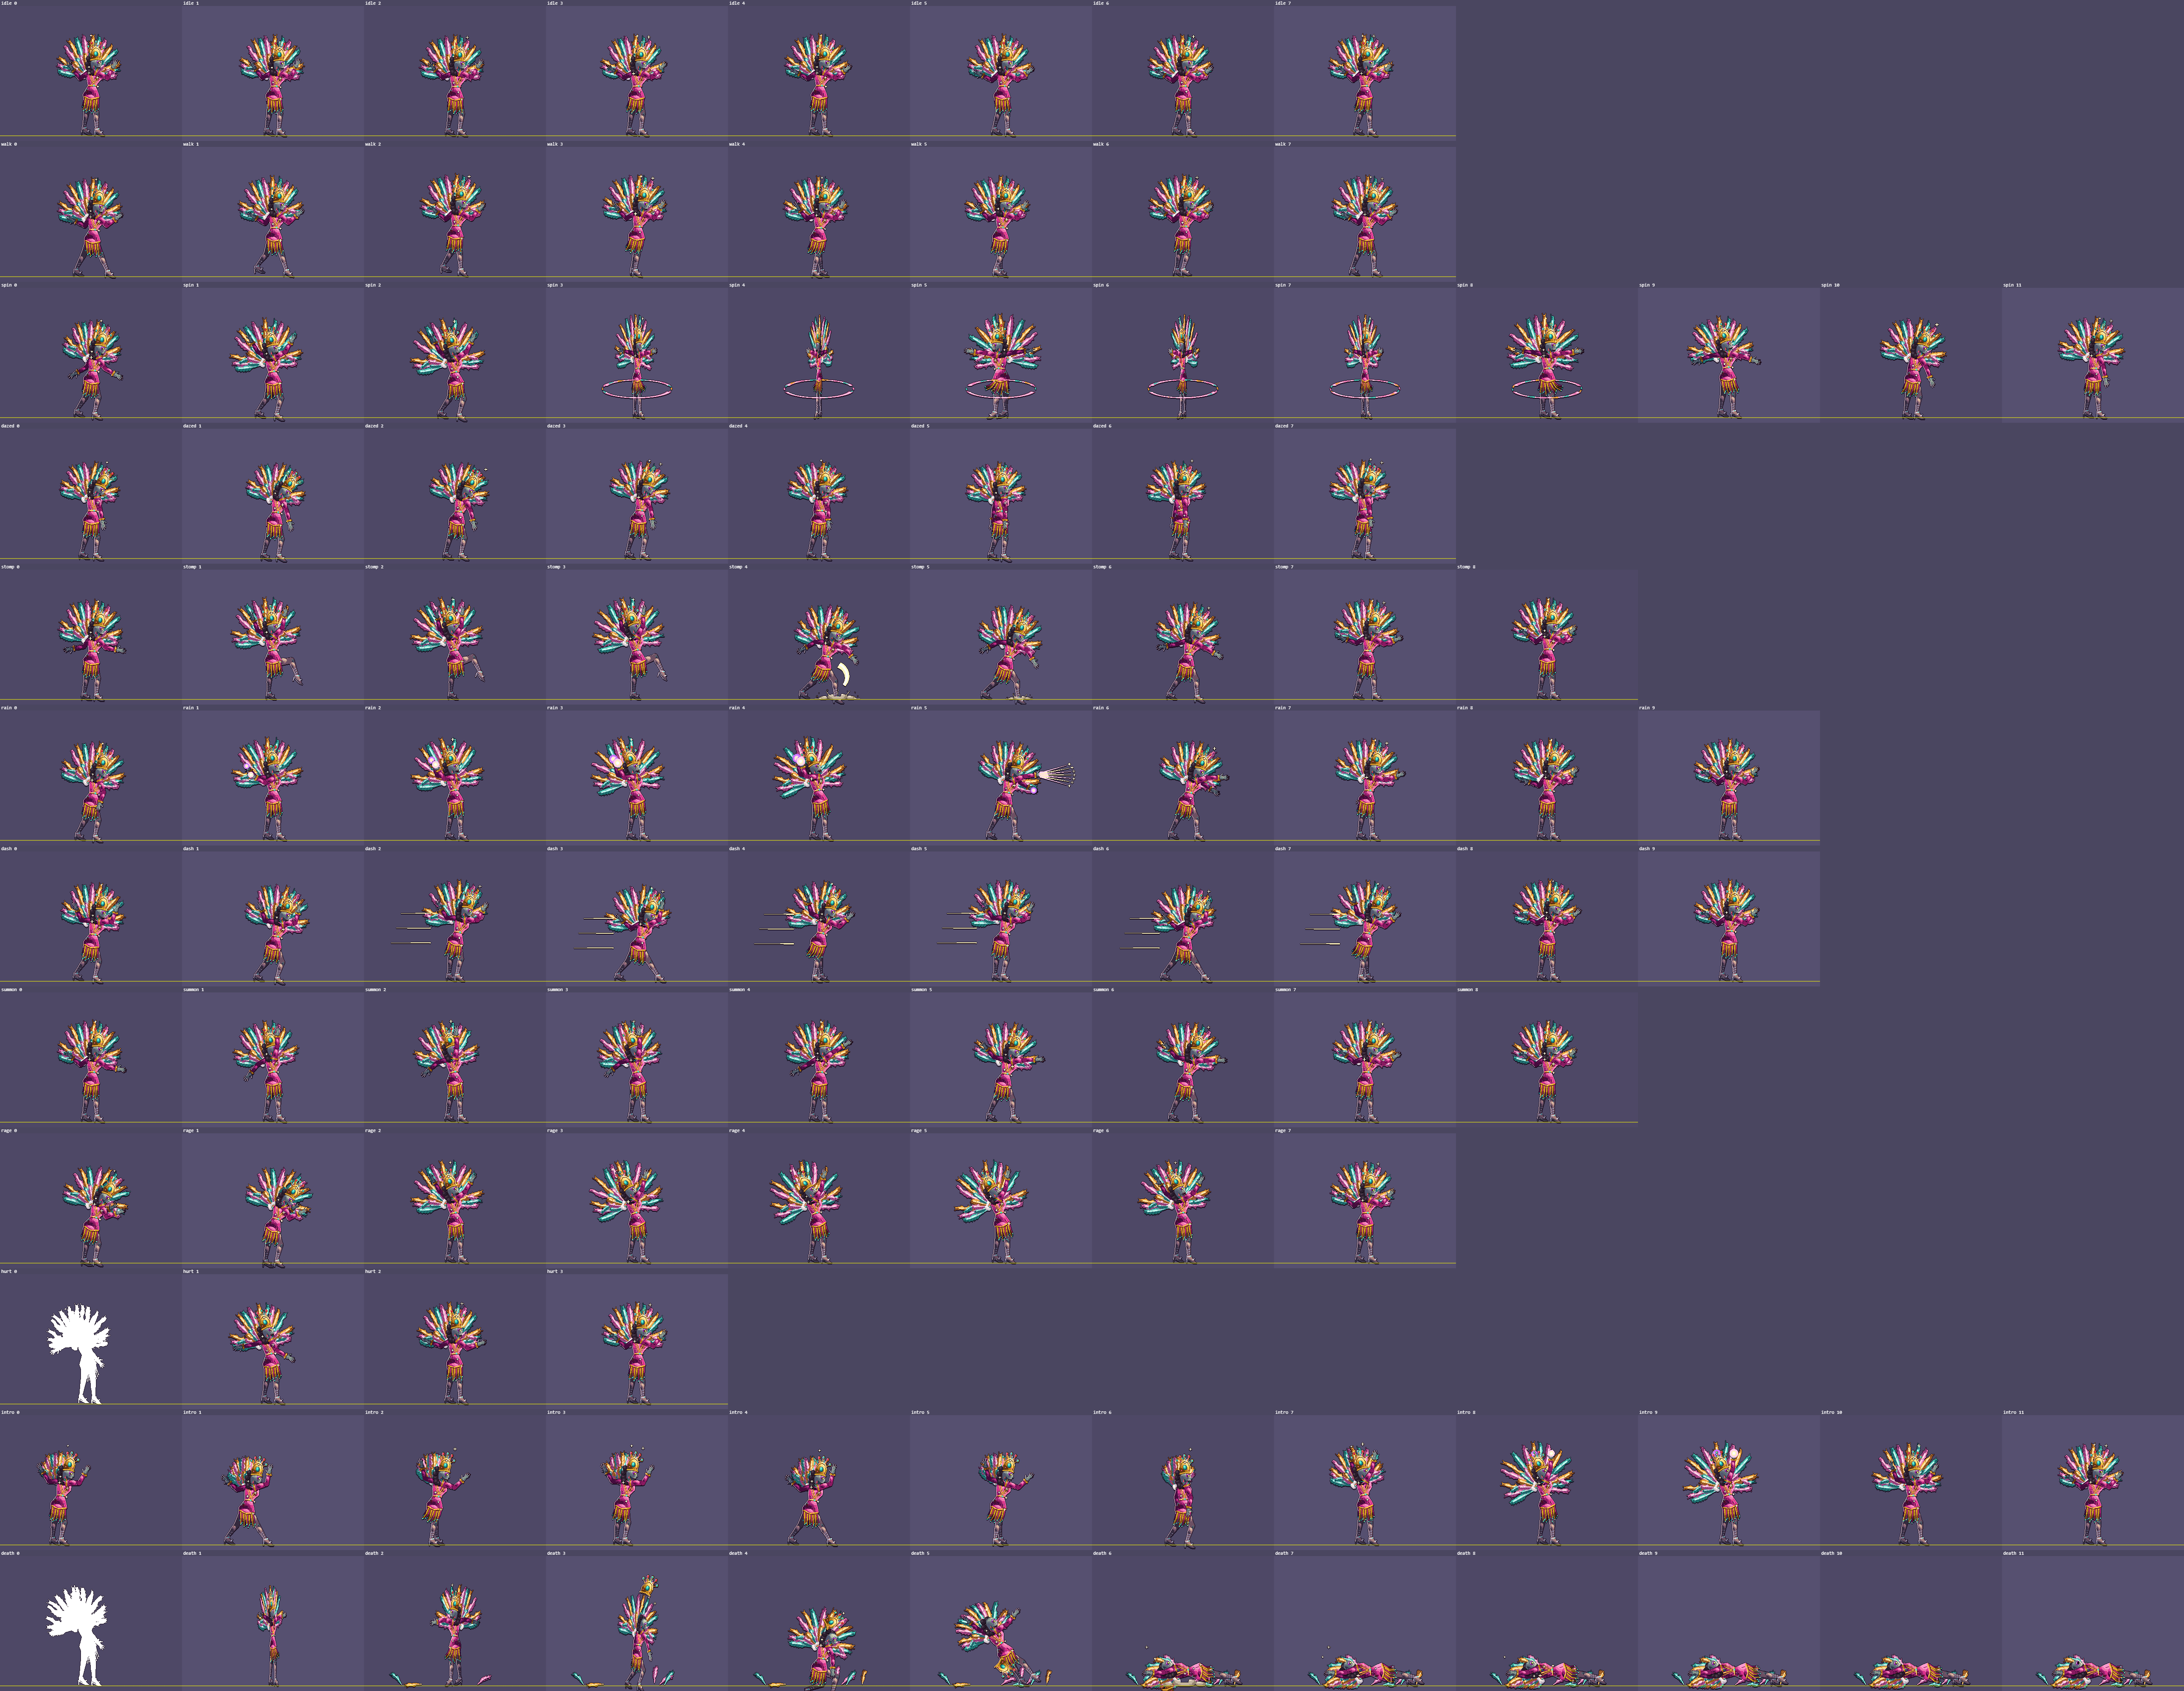 idle 0 idle 1 idle 2 idle 3 idle 4 idle 5 idle 6 idle 7
walk 0 walk 1 walk 2 walk 3 walk 4 walk 5 walk 6 walk 7
spin 0 spin 1 spin 2 spin 3 spin 4 spin 5 spin 6 spin 7 spin 8 spin 9 spin 10 spin 11
dazed 0 dazed 1 dazed 2 dazed 3 dazed 4 dazed 5 dazed 6 dazed 7
stomp 0 stomp 1 stomp 2 stomp 3 stomp 4 stomp 5 stomp 6 stomp 7 stomp 8
rain 0 rain 1 rain 2 rain 3 rain 4 rain 5 rain 6 rain 7 rain 8 rain 9
dash 0 dash 1 dash 2 dash 3 dash 4 dash 5 dash 6 dash 7 dash 8 dash 9
summon 0 summon 1 summon 2 summon 3 summon 4 summon 5 summon 6 summon 7 summon 8
rage 0 rage 1 rage 2 rage 3 rage 4 rage 5 rage 6 rage 7
hurt 0 hurt 1 hurt 2 hurt 3
intro 0 intro 1 intro 2 intro 3 intro 4 intro 5 intro 6 intro 7 intro 8 intro 9 intro 10 intro 11
death 0 death 1 death 2 death 3 death 4 death 5 death 6 death 7 death 8 death 9 death 10 death 11